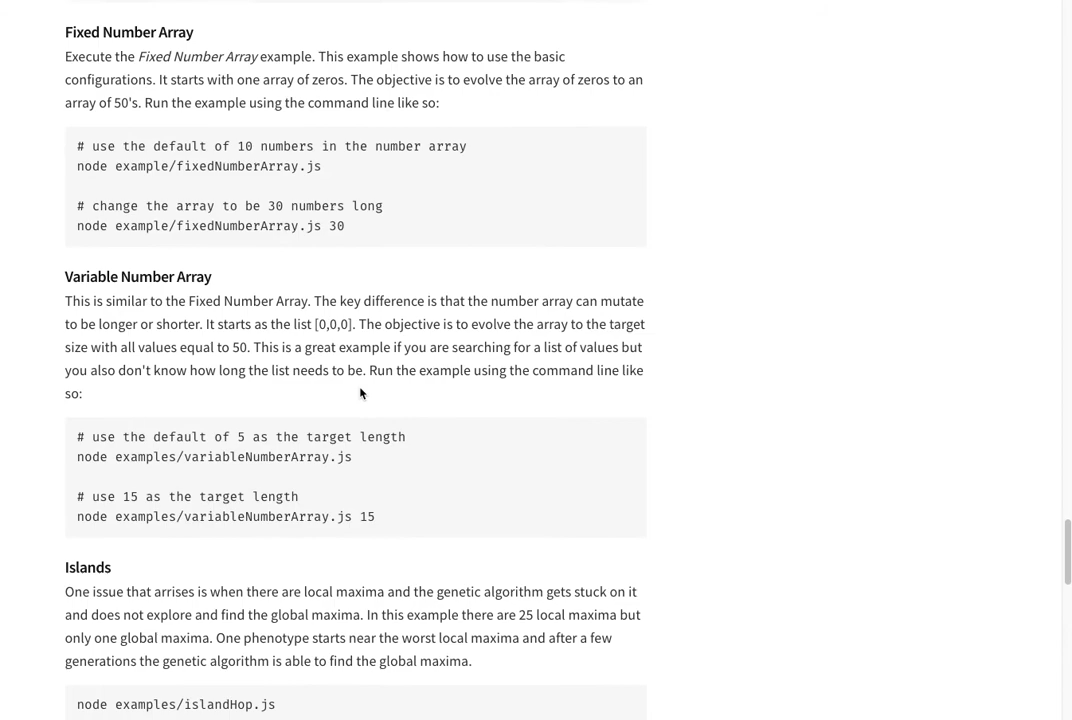 Fixed Number Array
Execute the Fixed Number Array example. This example shows how to use the basic
configurations. It starts with one array of zeros. The objective is to evolve the array of zeros to an
array of 50's. Run the example using the command line like so:
# use the default of 10 numbers in the number array
node example/fixedNumberArray.js
# change the array to be 30 numbers long
node example/fixedNumberArray.js 30
Variable Number Array
This is similar to the Fixed Number Array. The key difference is that the number array can mutate
to be longer or shorter. It starts as the list [0,0,0]. The objective is to evolve the array to the target
size with all values equal to 50. This is a great example if you are searching for a list of values but
you also don't know how long the list needs to be. Run the example using the command line like
so:
# use the default of 5 as the target length
node examples/variableNumberArray.js
# use 15 as the target length
node examples/variableNumberArray.js 15
Islands
One issue that arrises is when there are local maxima and the genetic algorithm gets stuck on it
and does not explore and find the global maxima. In this example there are 25 local maxima but
only one global maxima. One phenotype starts near the worst local maxima and after a few
generations the genetic algorithm is able to find the global maxima.
node examples/islandHop.js